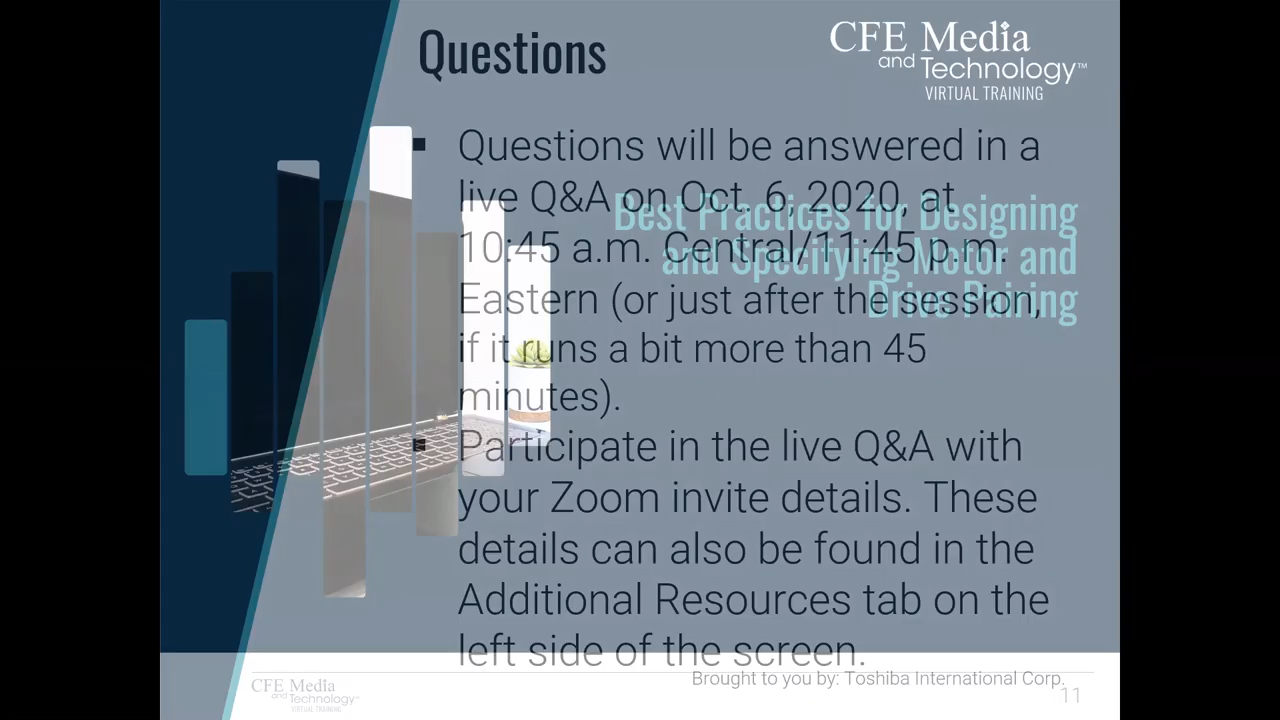 Questions
CFE Media
and Technology™
VIRTUAL TRAINING
▪ Questions will be answered in a
live Q&A on Oct. 6, 2020, at
10:45 a.m. Central/11:45 p.m.
Eastern (or just after the session,
if it runs a bit more than 45
minutes).
▪ Participate in the live Q&A with
your Zoom invite details. These
details can also be found in the
Additional Resources tab on the
left side of the screen.
Best Practices for Designing
and Specifying Motor and
Drive Pairing
Brought to you by: Toshiba International Corp.
11
CFE Media
and Technology™
VIRTUAL TRAINING